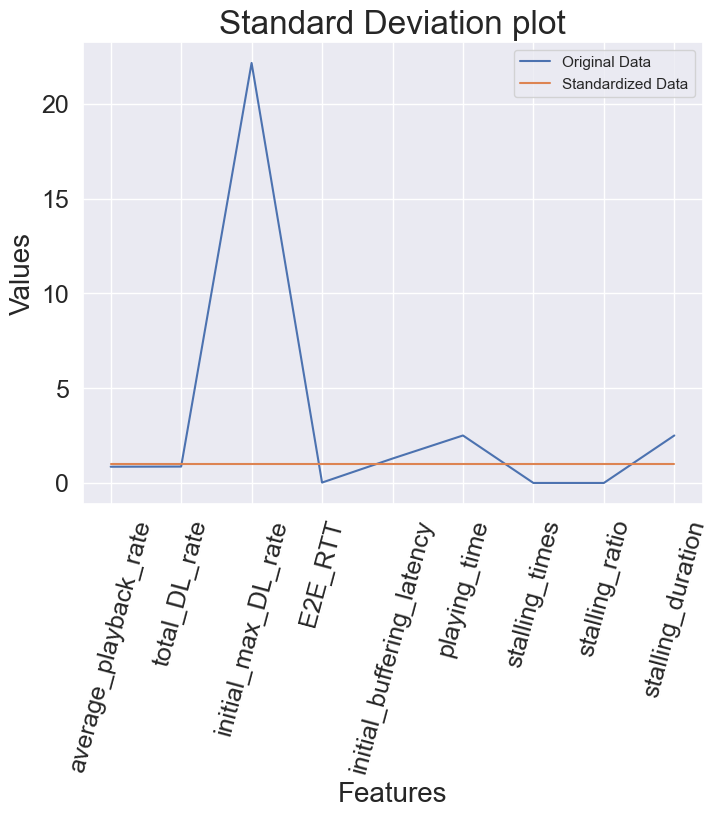 Standard Deviation plot
Original Data
Standardized Data
Values
20
15
10
5
0
average_playback_rate
total_DL_rate
initial_max_DL_rate
E2E_RTT
initial_buffering_latency
playing_time
stalling_times
stalling_ratio
stalling_duration
Features